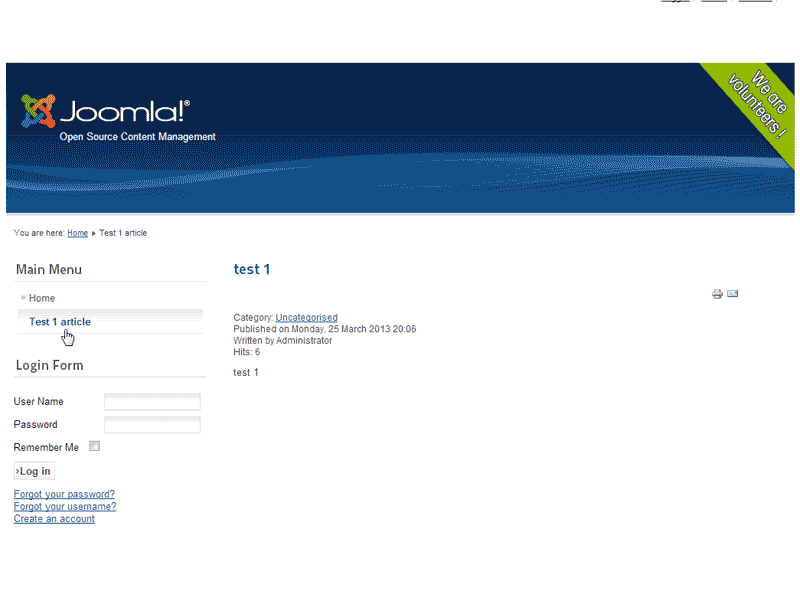 Joomla!®
Open Source Content Management
We are
volunteers!
You are here: Home Test 1 article
Main Menu
Home
Test 1 article
Login Form
User Name
Password
Remember Me
›Log in
Forgot your password?
Forgot your username?
Create an account
test 1
Category: Uncategorised
Published on Monday, 25 March 2013 20:06
Written by Administrator
Hits: 6
test 1